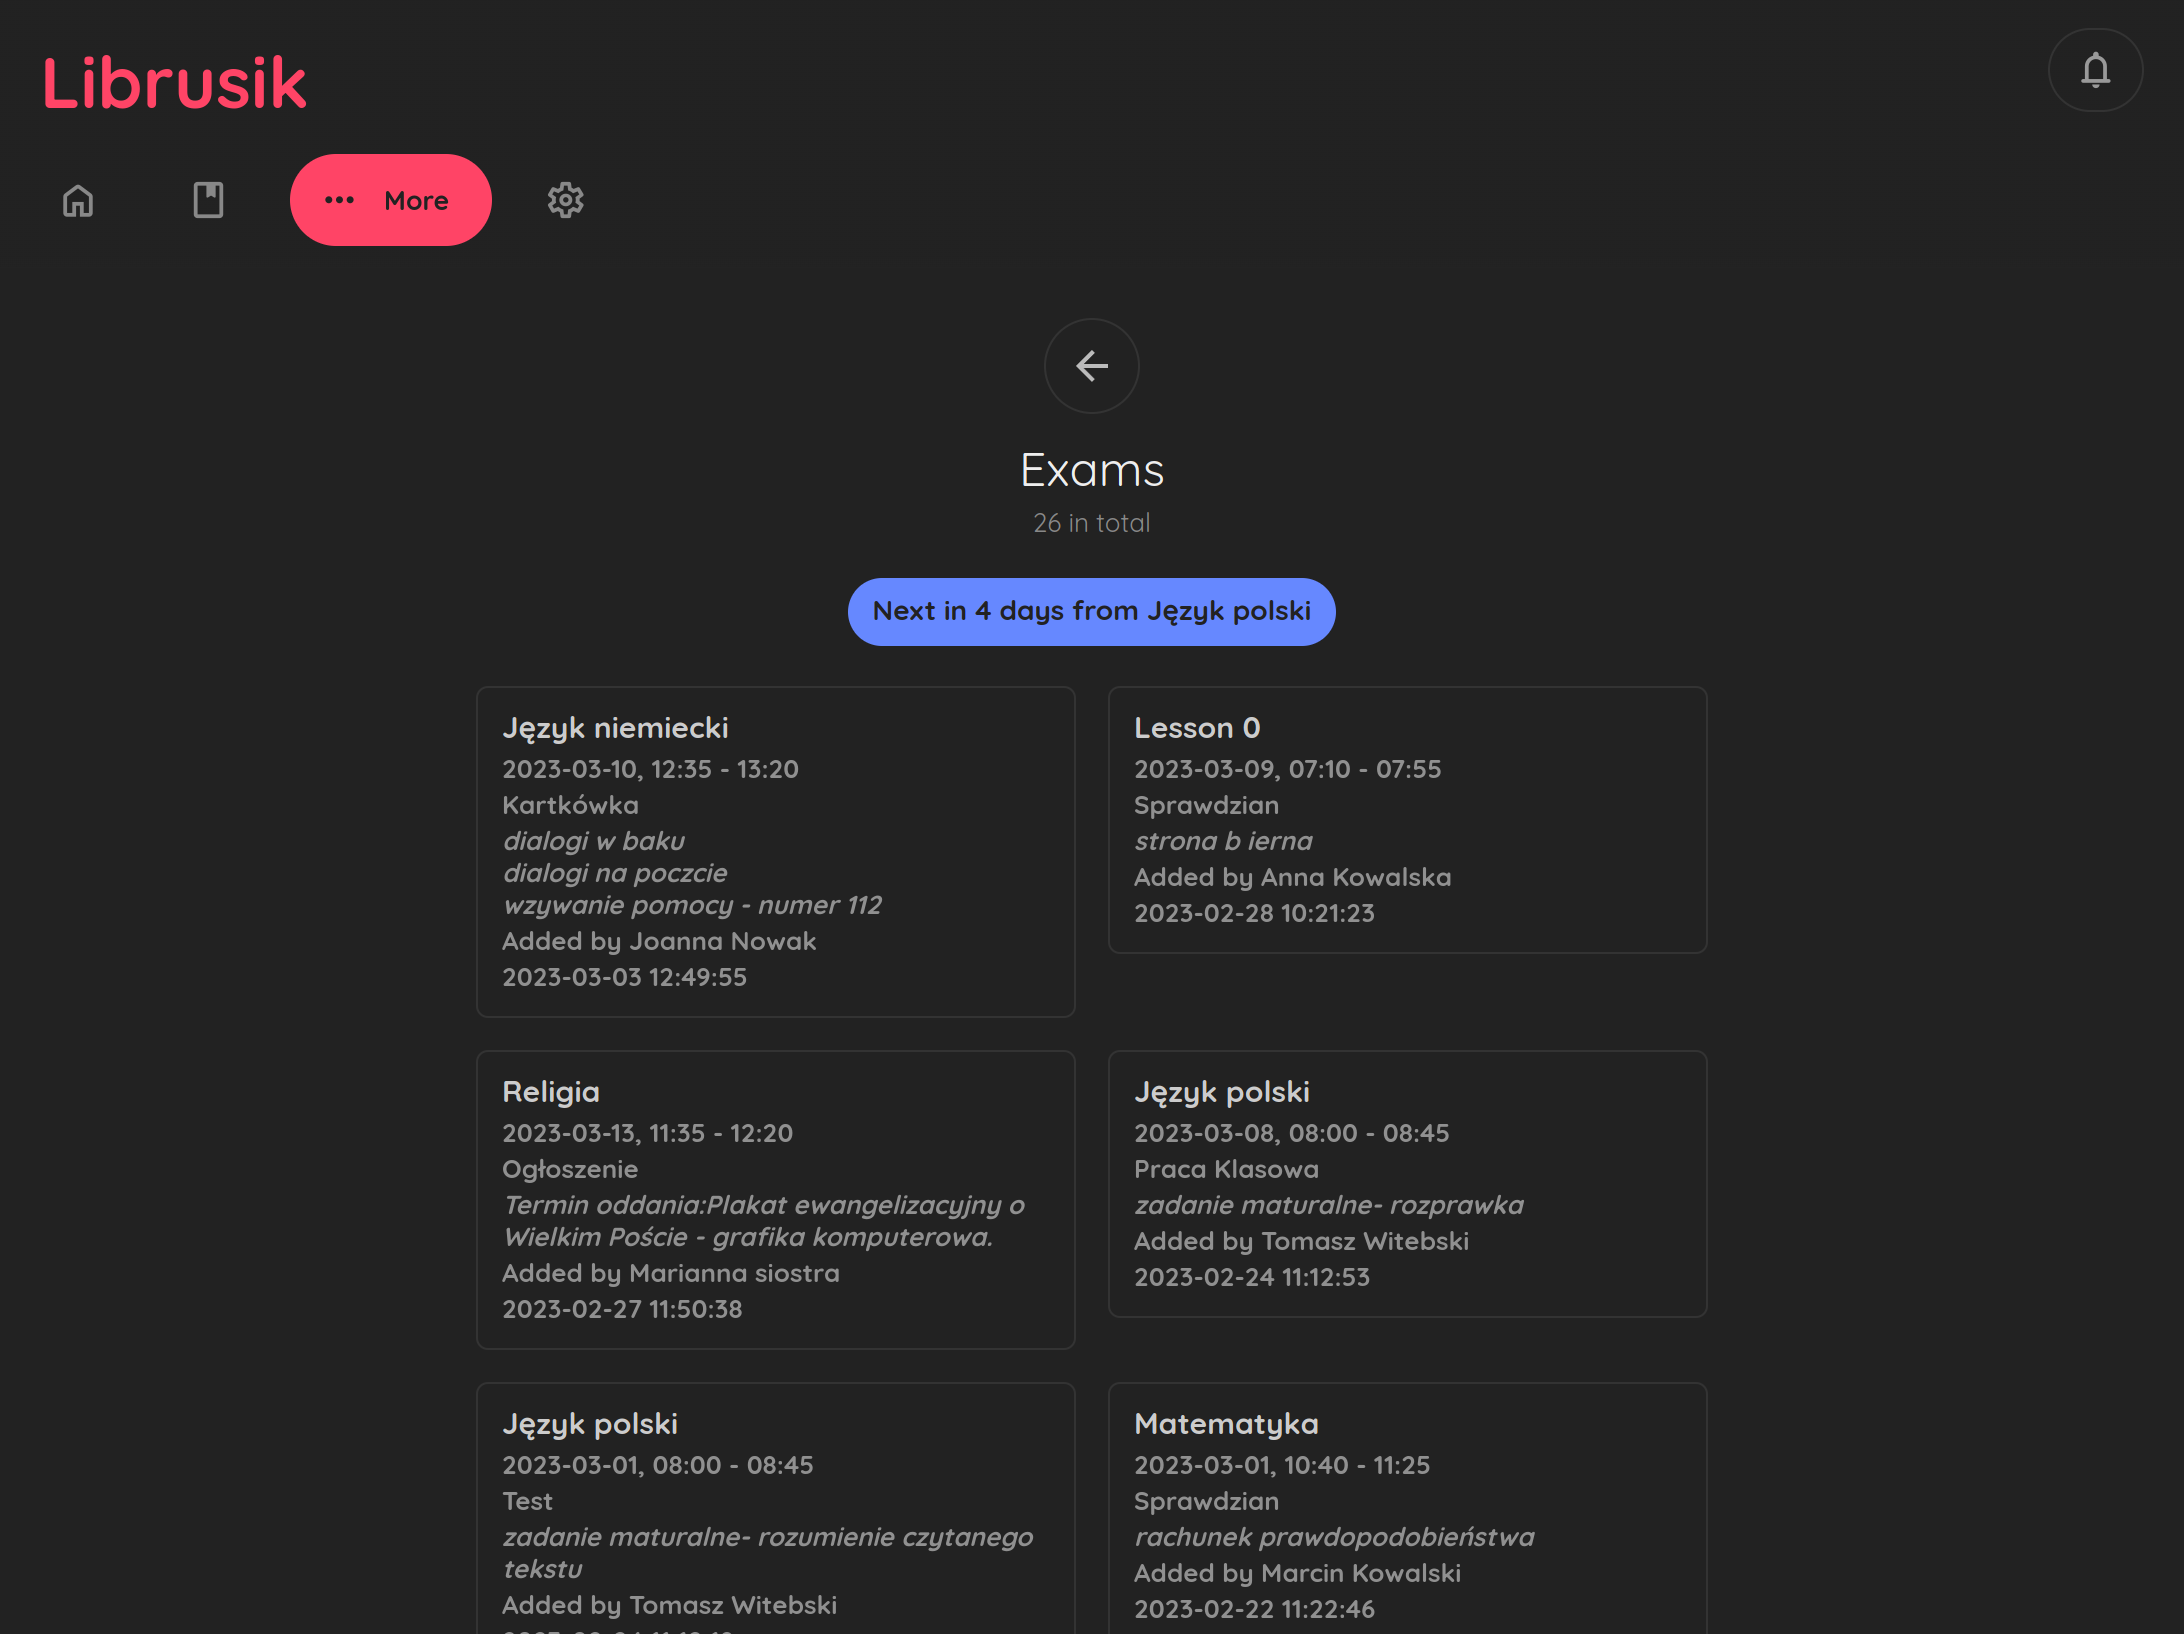 Librusik
More
Exams
26 in total
Next in 4 days from Język polski
Język niemiecki
2023-03-10, 12:35 - 13:20
Kartkówka
dialogi w baku
dialogi na poczcie
wzywanie pomocy - numer 112
Added by Joanna Nowak
2023-03-03 12:49:55
Lesson 0
2023-03-09, 07:10 - 07:55
Sprawdzian
strona b ierna
Added by Anna Kowalska
2023-02-28 10:21:23
Religia
2023-03-13, 11:35 - 12:20
Ogłoszenie
Termin oddania:Plakat ewangelizacyjny o
Wielkim Poście - grafika komputerowa.
Added by Marianna siostra
2023-02-27 11:50:38
Język polski
2023-03-08, 08:00 - 08:45
Praca Klasowa
zadanie maturalne- rozprawka
Added by Tomasz Witebski
2023-02-24 11:12:53
Język polski
2023-03-01, 08:00 - 08:45
Test
zadanie maturalne- rozumienie czytanego
tekstu
Added by Tomasz Witebski
Matematyka
2023-03-01, 10:40 - 11:25
Sprawdzian
rachunek prawdopodobieństwa
Added by Marcin Kowalski
2023-02-22 11:22:46